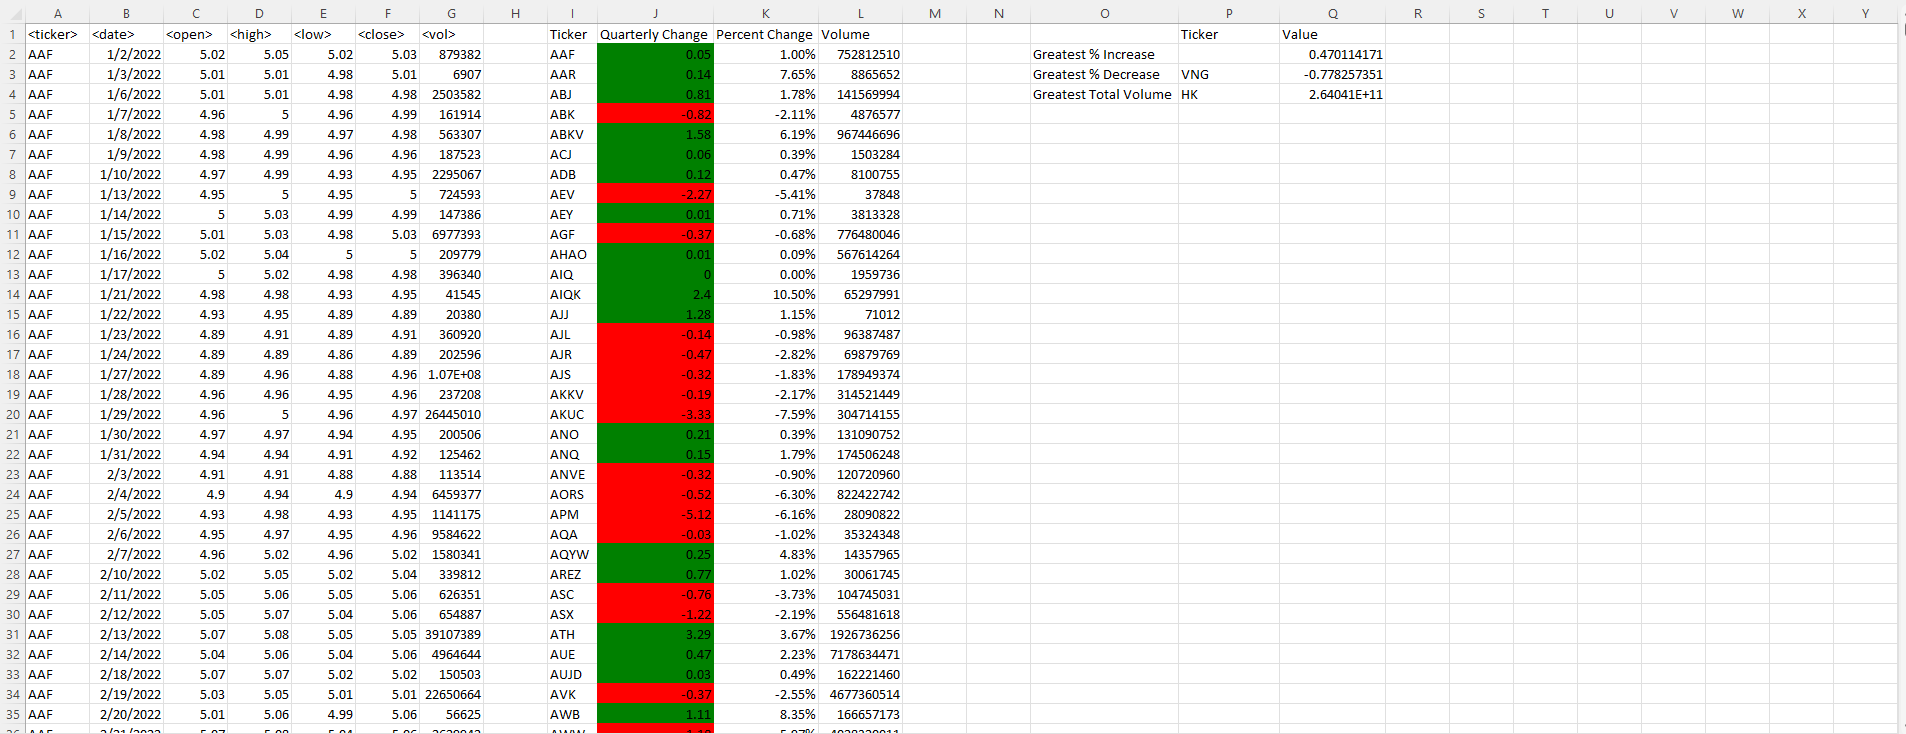 A B C D E F G H I J K L M N O P Q R S T U V W X Y
1 <ticker> <date> <open> <high> <low> <close> <vol> Ticker Quarterly Change Percent Change Volume Ticker Value
2 AAF 1/2/2022 5.02 5.05 5.02 5.03 879382 AAF 0.05 1.00% 752812510 Greatest % Increase 0.470114171
3 AAF 1/3/2022 5.01 5.01 4.98 5.01 6907 AAR 0.14 7.65% 8865652 Greatest % Decrease VNG -0.778257351
4 AAF 1/6/2022 5.01 5.01 4.98 4.98 2503582 ABJ 0.81 1.78% 141569994 Greatest Total Volume HK 2.64041E+11
5 AAF 1/7/2022 4.96 5 4.96 4.99 161914 ABK -0.82 -2.11% 4876577
6 AAF 1/8/2022 4.98 4.99 4.97 4.98 563307 ABKV 1.58 6.19% 967446696
7 AAF 1/9/2022 4.98 4.99 4.96 4.96 187523 ACJ 0.06 0.39% 1503284
8 AAF 1/10/2022 4.97 4.99 4.93 4.95 2295067 ADB 0.12 0.47% 8100755
9 AAF 1/13/2022 4.95 5 4.95 5 724593 AEV -2.27 -5.41% 37848
10 AAF 1/14/2022 5 5.03 4.99 4.99 147386 AEY 0.01 0.71% 3813328
11 AAF 1/15/2022 5.01 5.03 4.98 5.03 6977393 AGF -0.37 -0.68% 776480046
12 AAF 1/16/2022 5.02 5.04 5 5 209779 AHAO 0.01 0.09% 567614264
13 AAF 1/17/2022 5 5.02 4.98 4.98 396340 AIQ 0 0.00% 1959736
14 AAF 1/21/2022 4.98 4.98 4.93 4.95 41545 AIQK 2.4 10.50% 65297991
15 AAF 1/22/2022 4.93 4.95 4.89 4.89 20380 AJJ 1.28 1.15% 71012
16 AAF 1/23/2022 4.89 4.91 4.89 4.91 360920 AJL -0.14 -0.98% 96387487
17 AAF 1/24/2022 4.89 4.89 4.86 4.89 202596 AJR -0.47 -2.82% 69879769
18 AAF 1/27/2022 4.89 4.96 4.88 4.96 1.07E+08 AJS -0.32 -1.83% 178949374
19 AAF 1/28/2022 4.96 4.96 4.95 4.96 237208 AKKV -0.19 -2.17% 314521449
20 AAF 1/29/2022 4.96 5 4.96 4.97 26445010 AKUC -3.33 -7.59% 304714155
21 AAF 1/30/2022 4.97 4.97 4.94 4.95 200506 ANO 0.21 0.39% 131090752
22 AAF 1/31/2022 4.94 4.94 4.91 4.92 125462 ANQ 0.15 1.79% 174506248
23 AAF 2/3/2022 4.91 4.91 4.88 4.88 113514 ANVE -0.32 -0.90% 120720960
24 AAF 2/4/2022 4.9 4.94 4.9 4.94 6459377 AORS -0.52 -6.30% 822422742
25 AAF 2/5/2022 4.93 4.98 4.93 4.95 1141175 APM -5.12 -6.16% 28090822
26 AAF 2/6/2022 4.95 4.97 4.95 4.96 9584622 AQA -0.03 -1.02% 35324348
27 AAF 2/7/2022 4.96 5.02 4.96 5.02 1580341 AQYW 0.25 4.83% 14357965
28 AAF 2/10/2022 5.02 5.05 5.02 5.04 339812 AREZ 0.77 1.02% 30061745
29 AAF 2/11/2022 5.05 5.06 5.05 5.06 626351 ASC -0.76 -3.73% 104745031
30 AAF 2/12/2022 5.05 5.07 5.04 5.06 654887 ASX -1.22 -2.19% 556481618
31 AAF 2/13/2022 5.07 5.08 5.05 5.05 39107389 ATH 3.29 3.67% 1926736256
32 AAF 2/14/2022 5.04 5.06 5.04 5.06 4964644 AUE 0.47 2.23% 7178634471
33 AAF 2/18/2022 5.07 5.07 5.02 5.02 150503 AUJD 0.03 0.49% 162221460
34 AAF 2/19/2022 5.03 5.05 5.01 5.01 22650664 AVK -0.37 -2.55% 4677360514
35 AAF 2/20/2022 5.01 5.06 4.99 5.06 56625 AWB 1.11 8.35% 166657173